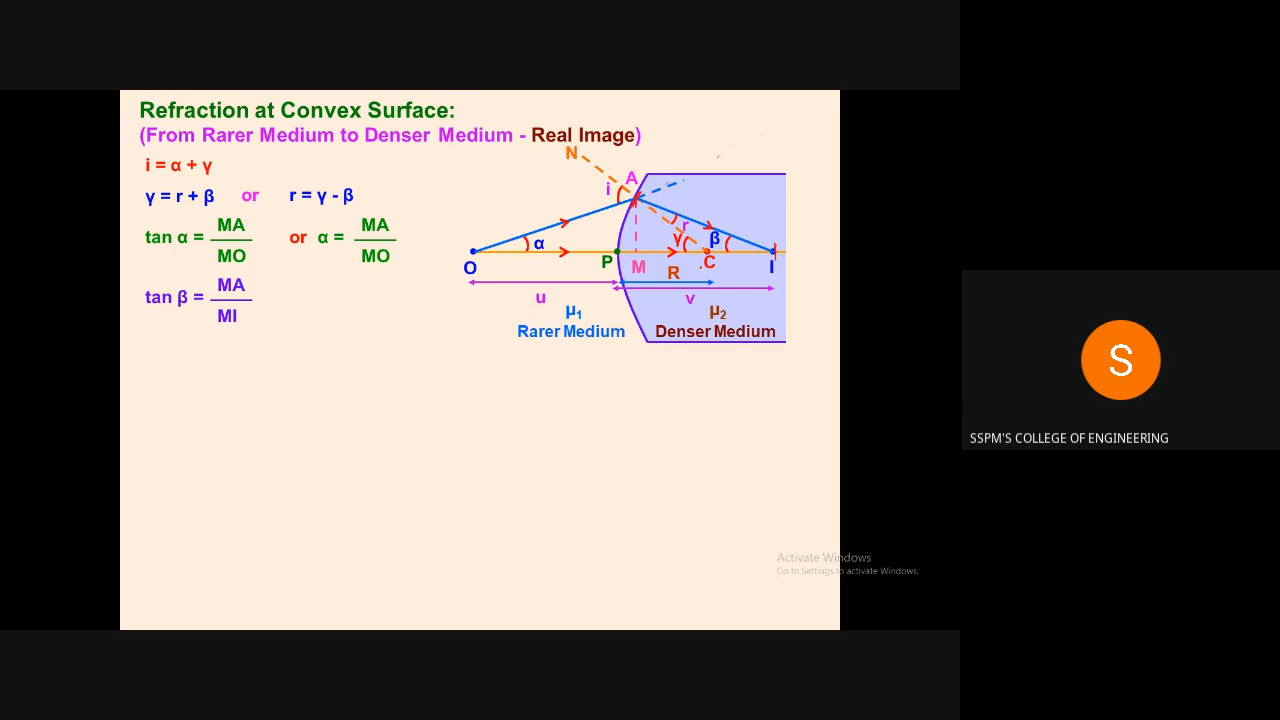 Refraction at Convex Surface:
(From Rarer Medium to Denser Medium - Real Image)
i = α + γ
γ = r + β or r = γ - β
tan α = MA / MO or α = MA / MO
tan β = MA / MI
N
A
i
r
α
γ
β
O
P
M
C
I
R
u
v
μ1
μ2
Rarer Medium
Denser Medium
S
SSPM'S COLLEGE OF ENGINEERING
Activate Windows
Go to Settings to activate Windows.